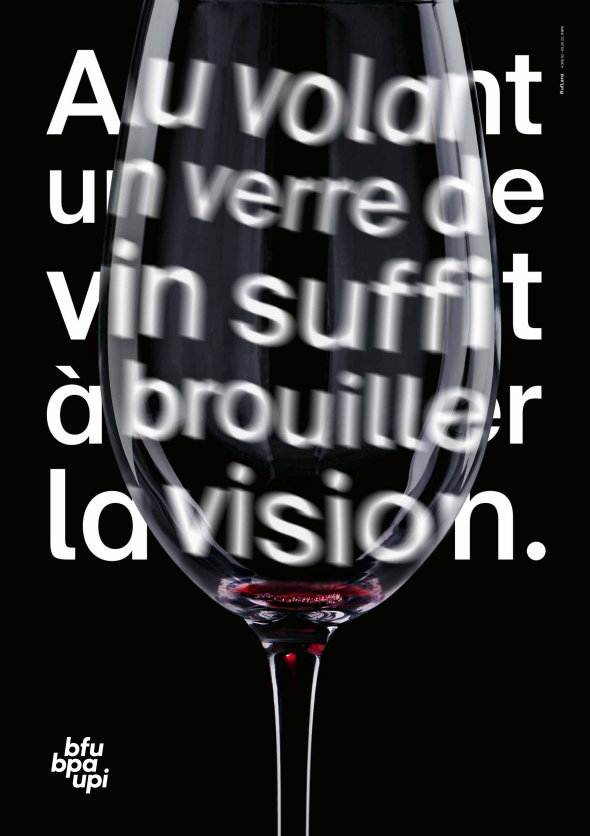 Au volant
un verre de
vin suffit
à brouiller
la vision.
bfu
bpa
upi